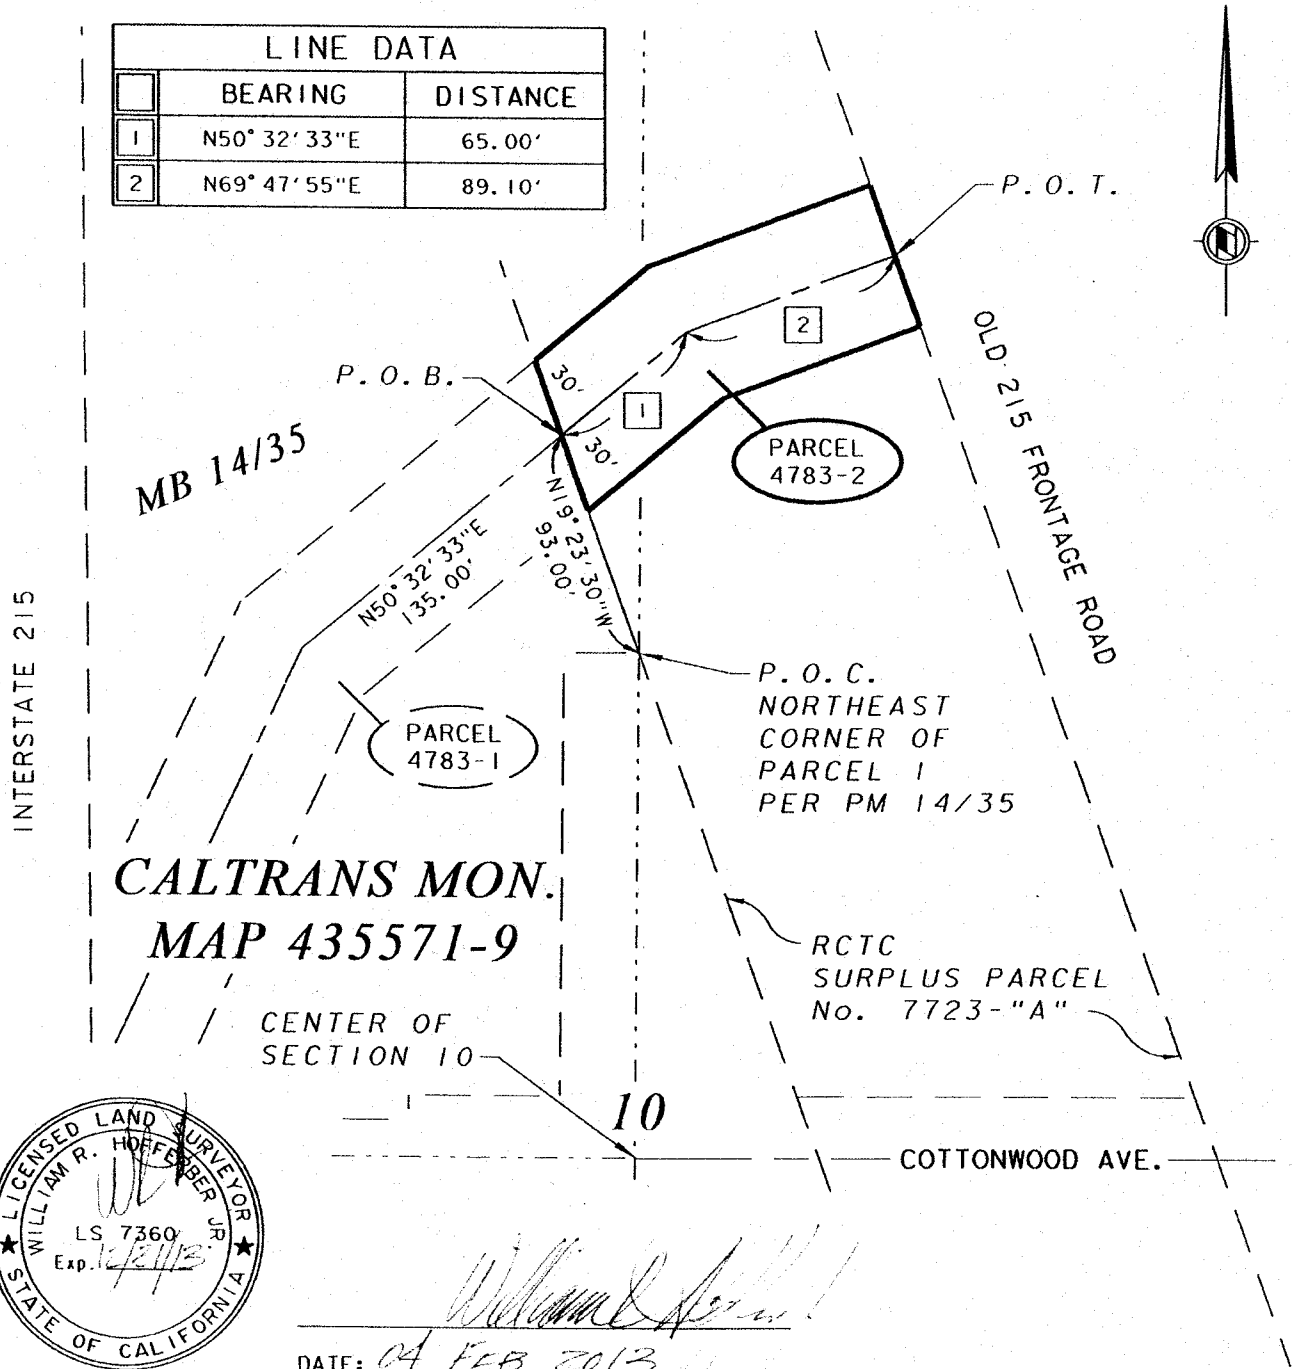 LINE DATA
BEARING DISTANCE
1 N50°32'33"E 65.00'
2 N69°47'55"E 89.10'
P.O.T.
P.O.B.
30'
30'
1
2
MB 14/35
PARCEL
4783-2
OLD 215 FRONTAGE ROAD
N19°23'30"W
93.00'
N50°32'33"E
135.00'
INTERSTATE 215
PARCEL
4783-1
P.O.C.
NORTHEAST
CORNER OF
PARCEL 1
PER PM 14/35
CALTRANS MON.
MAP 435571-9
RCTC
SURPLUS PARCEL
No. 7723-"A"
CENTER OF
SECTION 10
10
COTTONWOOD AVE.
LICENSED LAND SURVEYOR
WILLIAM R. HOFFERBER JR
LS 7360
Exp.
STATE OF CALIFORNIA
DATE: 04 FEB 2013